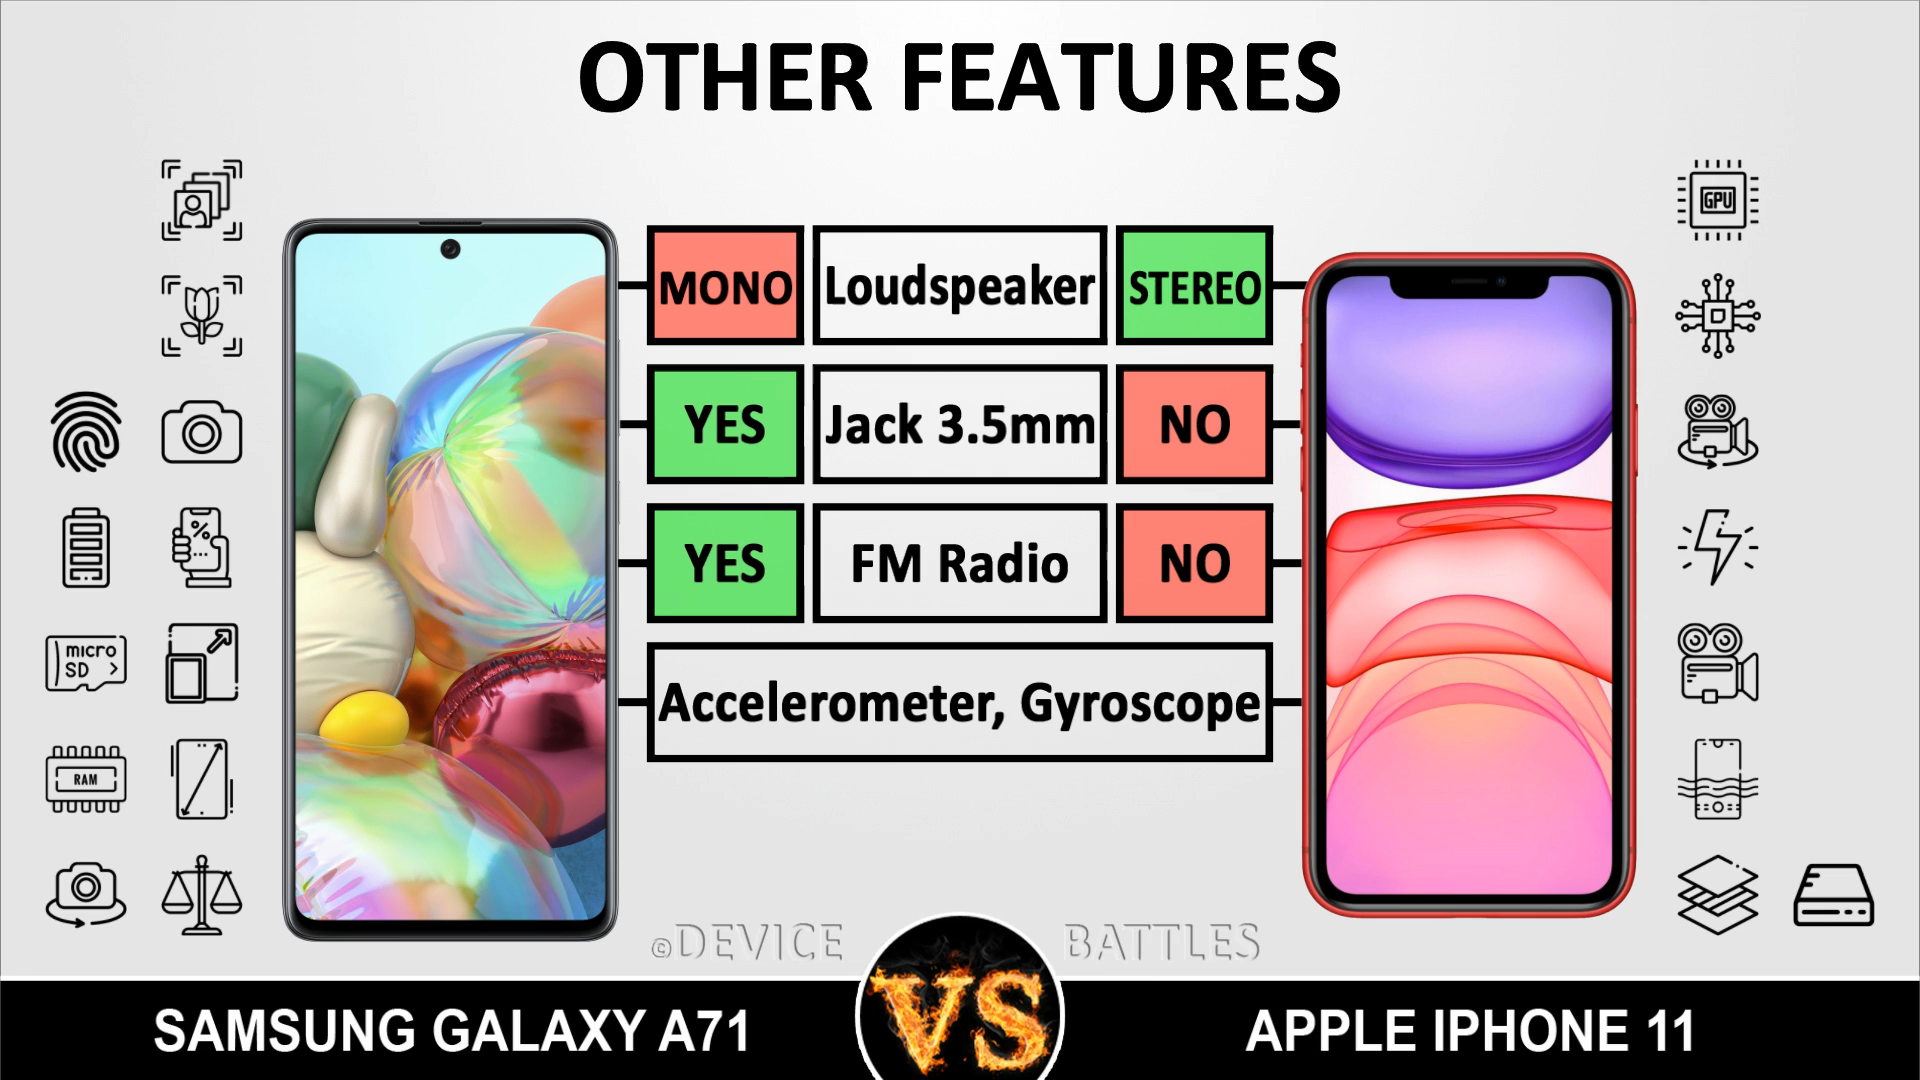 OTHER FEATURES
MONO Loudspeaker STEREO
YES Jack 3.5mm NO
YES FM Radio NO
Accelerometer, Gyroscope
GPU
micro
SD
%
RAM
©DEVICE BATTLES
SAMSUNG GALAXY A71 VS APPLE IPHONE 11